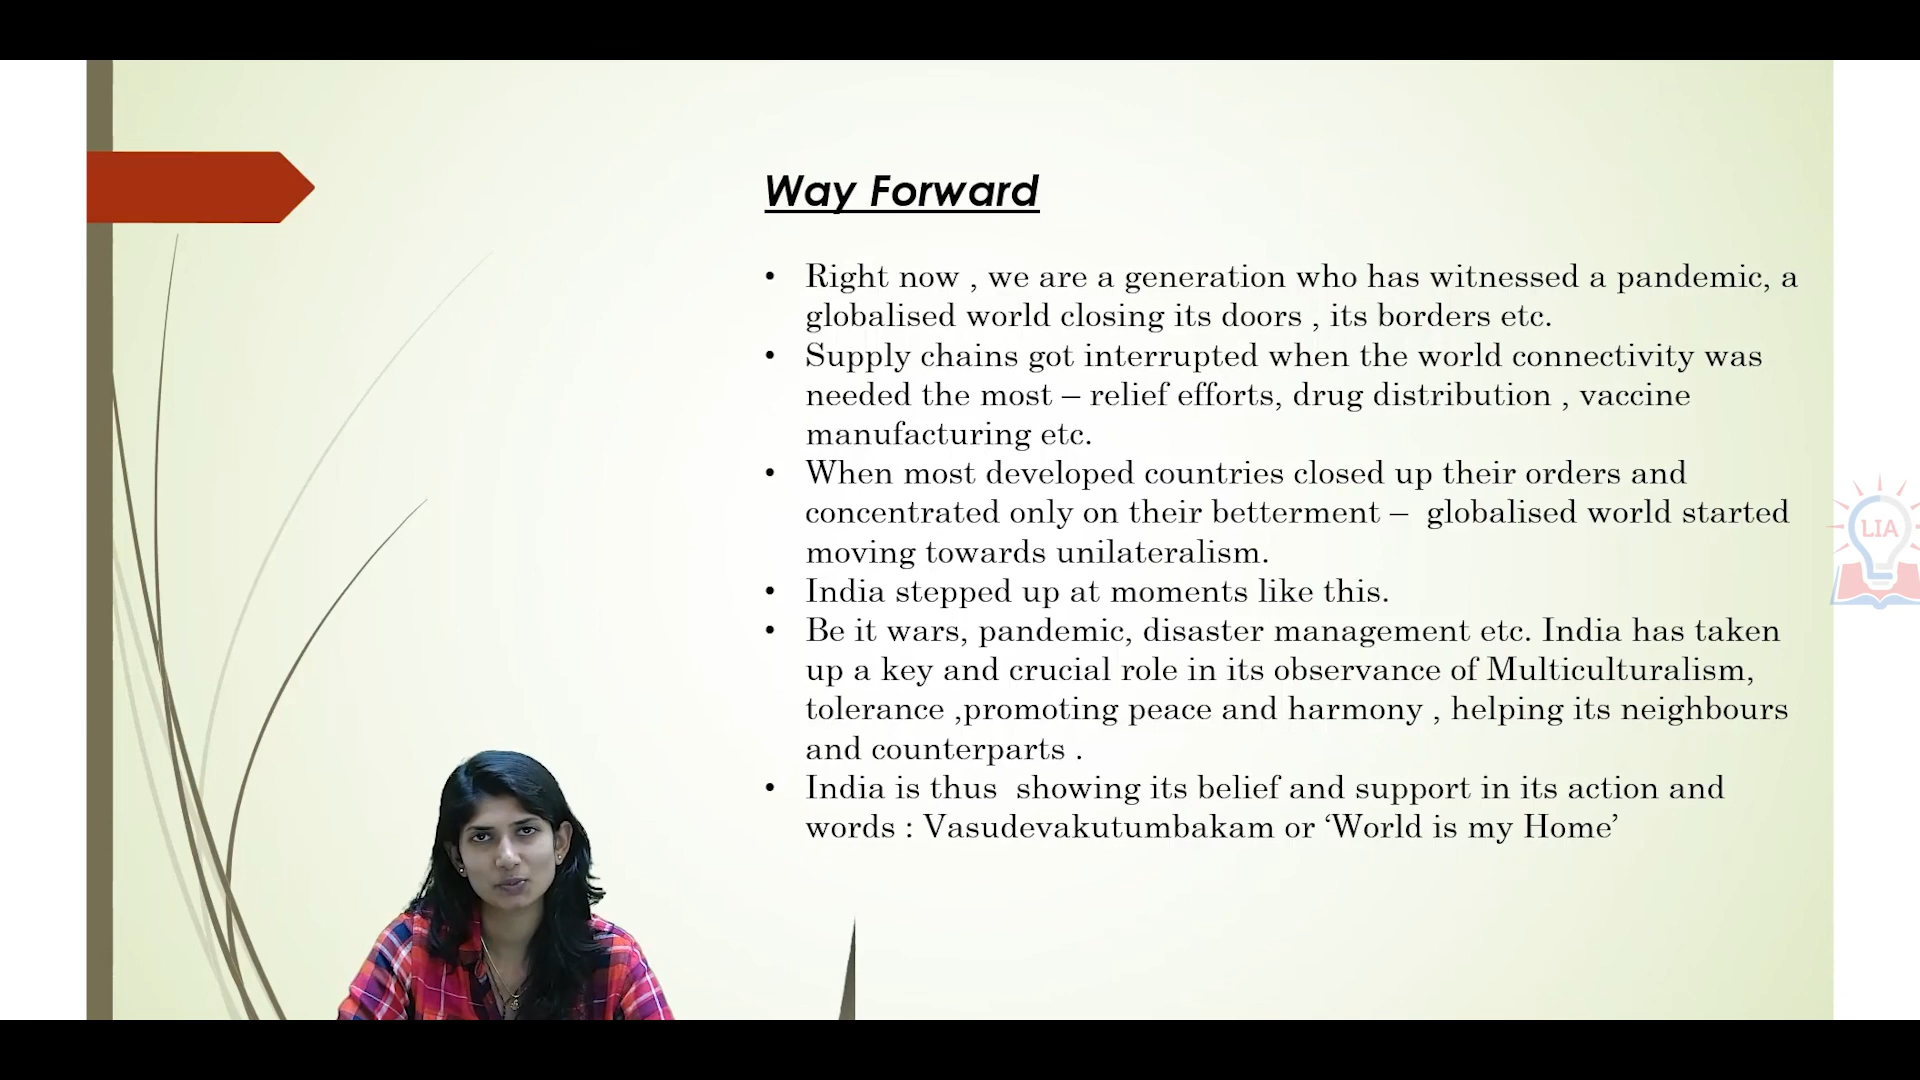 Way Forward
• Right now , we are a generation who has witnessed a pandemic, a
globalised world closing its doors , its borders etc.
• Supply chains got interrupted when the world connectivity was
needed the most – relief efforts, drug distribution , vaccine
manufacturing etc.
• When most developed countries closed up their orders and
concentrated only on their betterment – globalised world started
moving towards unilateralism.
• India stepped up at moments like this.
• Be it wars, pandemic, disaster management etc. India has taken
up a key and crucial role in its observance of Multiculturalism,
tolerance ,promoting peace and harmony , helping its neighbours
and counterparts .
• India is thus showing its belief and support in its action and
words : Vasudevakutumbakam or ‘World is my Home’
LIA